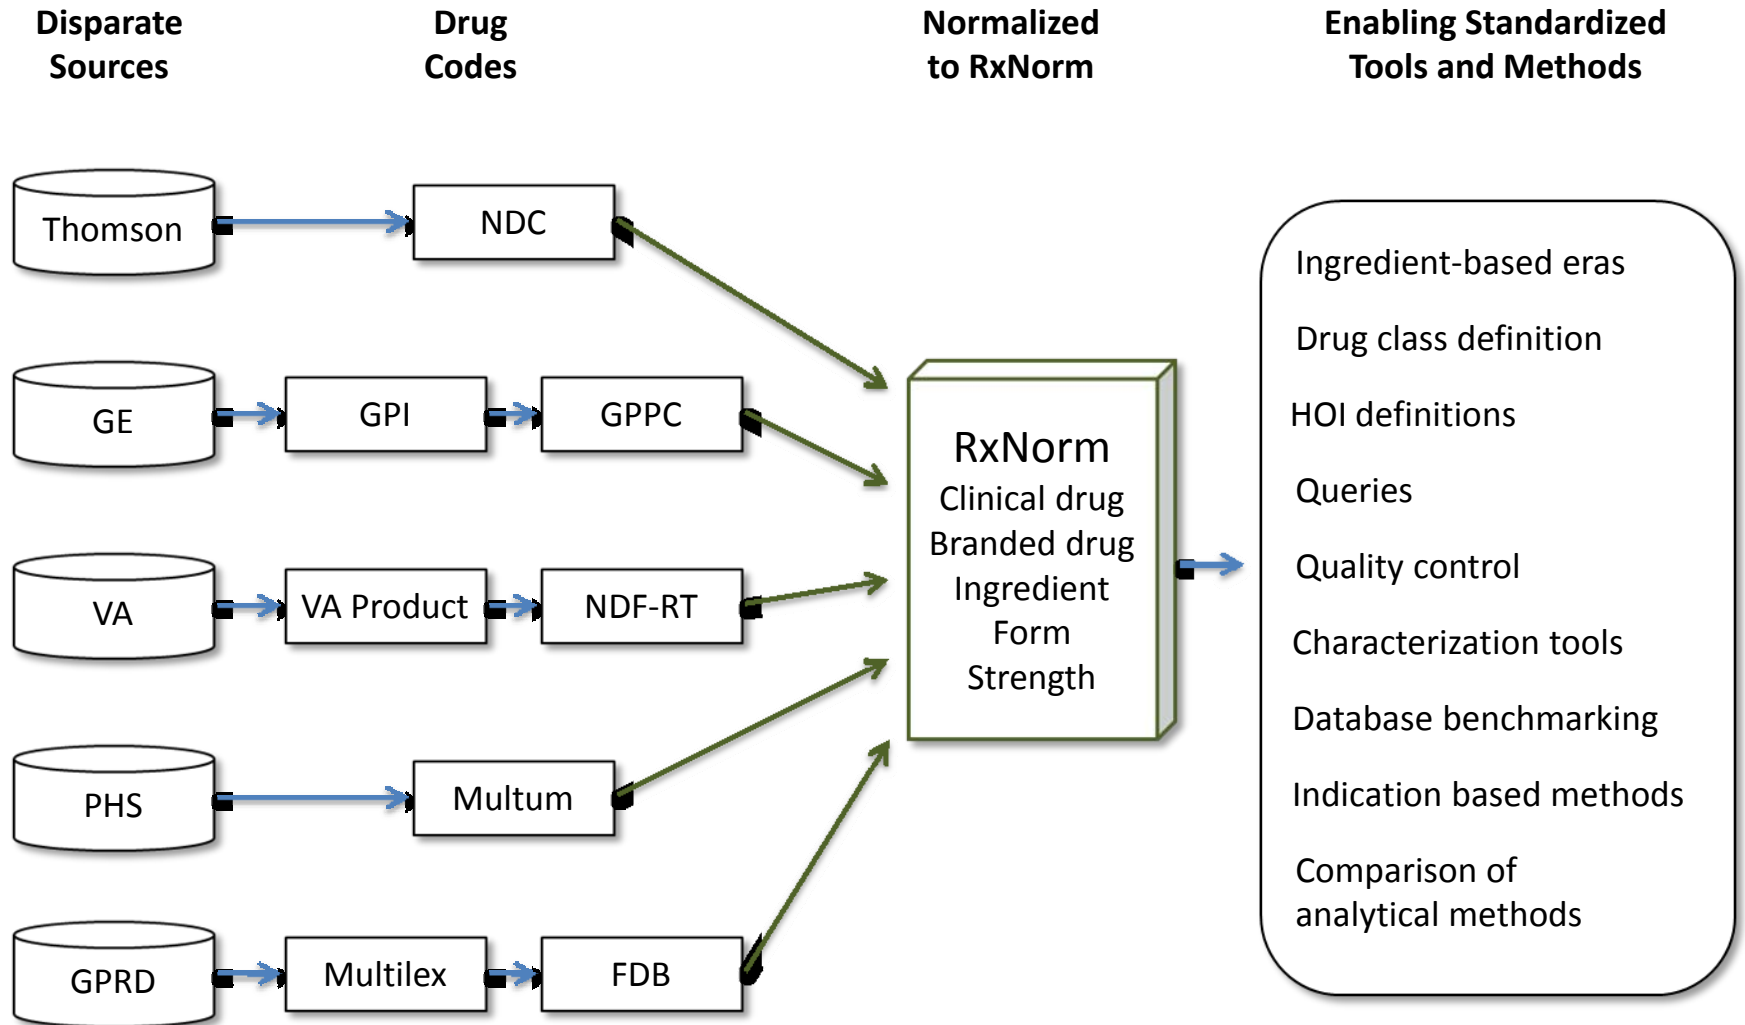 Disparate
Sources
Drug
Codes
Normalized
to RxNorm
Enabling Standardized
Tools and Methods
Thomson
NDC
GE
GPI
GPPC
VA
VA Product
NDF-RT
PHS
Multum
GPRD
Multilex
FDB
RxNorm
Clinical drug
Branded drug
Ingredient
Form
Strength
Ingredient-based eras
Drug class definition
HOI definitions
Queries
Quality control
Characterization tools
Database benchmarking
Indication based methods
Comparison of
analytical methods